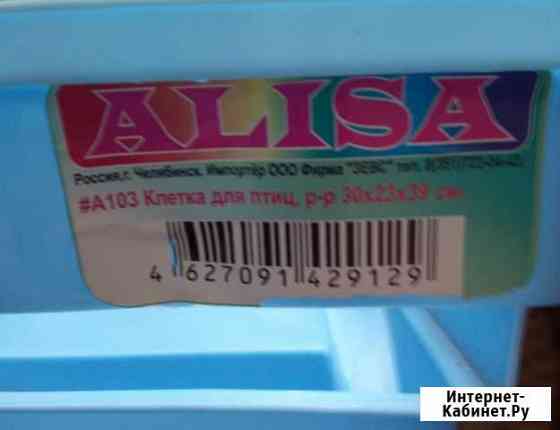 ALISA
Россия,г. Челябинск. Импортёр ООО Фирма "ЗЕВС" тел.
#A103 Клетка для птиц, р-р 30х23х39 см.
4 627091 429129
Интернет-
Кабинет.Ру